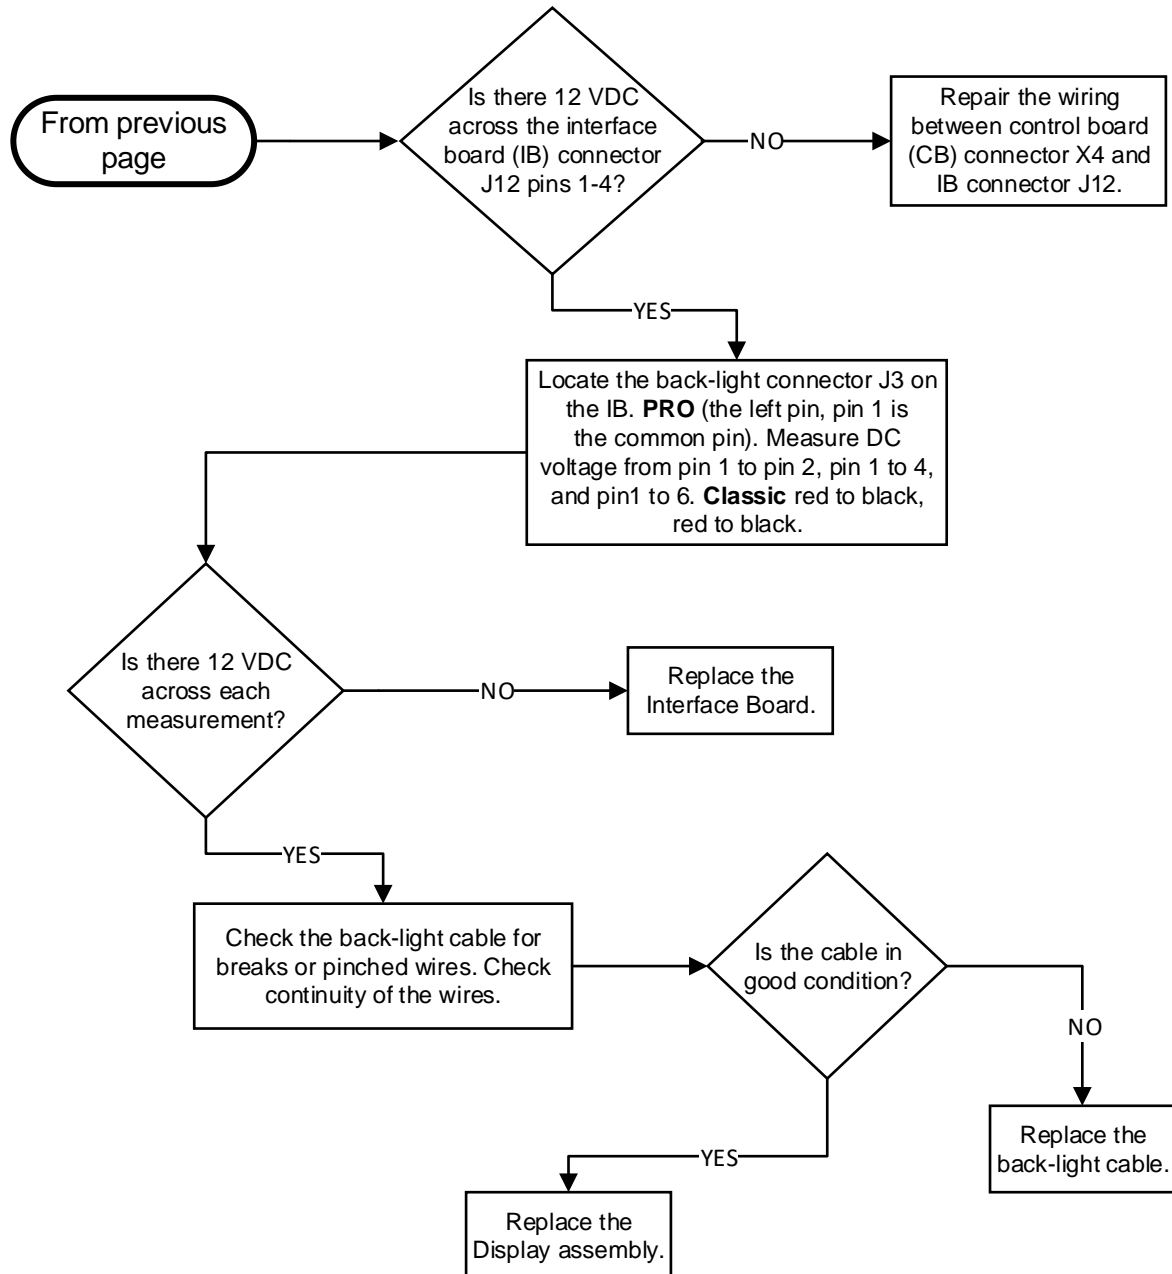 From previous
page
Is there 12 VDC
across the interface
board (IB) connector
J12 pins 1-4?
NO
Repair the wiring
between control board
(CB) connector X4 and
IB connector J12.
YES
Locate the back-light connector J3 on
the IB. PRO (the left pin, pin 1 is
the common pin). Measure DC
voltage from pin 1 to pin 2, pin 1 to 4,
and pin1 to 6. Classic red to black,
red to black.
Is there 12 VDC
across each
measurement?
NO
Replace the
Interface Board.
YES
Check the back-light cable for
breaks or pinched wires. Check
continuity of the wires.
Is the cable in
good condition?
NO
Replace the
back-light cable.
YES
Replace the
Display assembly.